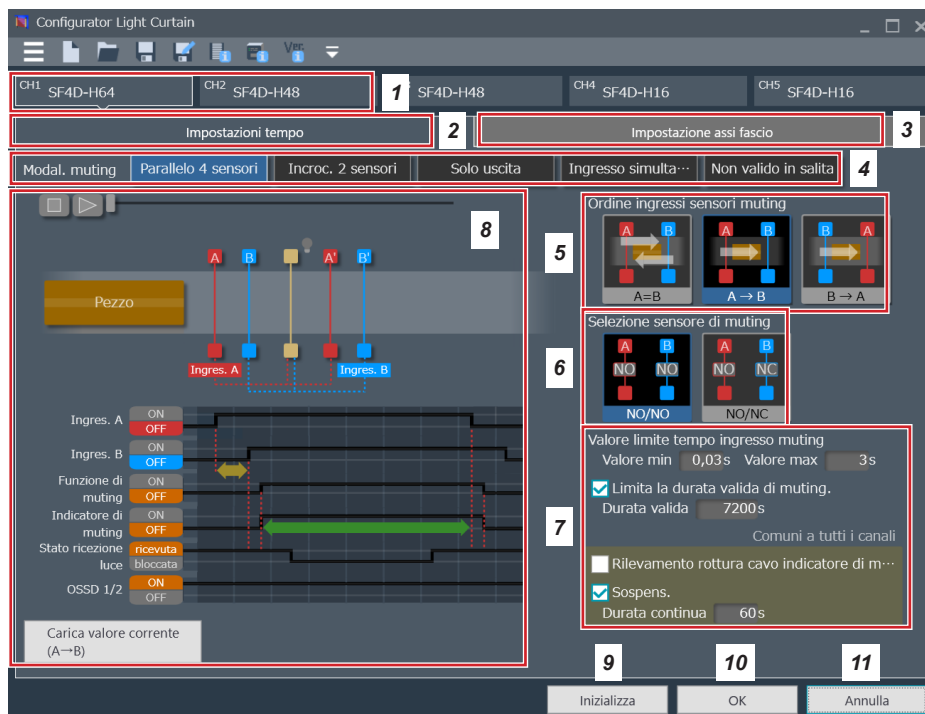 Configurator Light Curtain
Ver.
CH1 SF4D-H64
CH2 SF4D-H48
1
SF4D-H48
CH4 SF4D-H16
CH5 SF4D-H16
Impostazioni tempo
2
Impostazione assi fascio
3
Modal. muting
Parallelo 4 sensori
Incroc. 2 sensori
Solo uscita
Ingresso simulta···
Non valido in salita
4
8
A
B
A'
B'
Pezzo
Ingres. A
Ingres. B
Ingres. A
ON
OFF
Ingres. B
ON
OFF
Funzione di
muting
ON
OFF
Indicatore di
muting
ON
OFF
Stato ricezione
luce
ricevuta
bloccata
OSSD 1/2
ON
OFF
Carica valore corrente
(A→B)
5
Ordine ingressi sensori muting
A B
A=B
A B
A → B
B A
B → A
6
Selezione sensore di muting
A B
NO NO
NO/NO
A B
NO NC
NO/NC
7
Valore limite tempo ingresso muting
Valore min 0,03s Valore max 3s
Limita la durata valida di muting.
Durata valida 7200s
Comuni a tutti i canali
Rilevamento rottura cavo indicatore di m···
Sospens.
Durata continua 60s
9
10
11
Inizializza
OK
Annulla